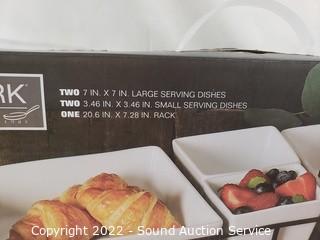 RK
TWO 7 IN. X 7 IN. LARGE SERVING DISHES
TWO 3.46 IN. X 3.46 IN. SMALL SERVING DISHES
ONE 20.6 IN. X 7.28 IN. RACK
Copyright 2022 - Sound Auction Service